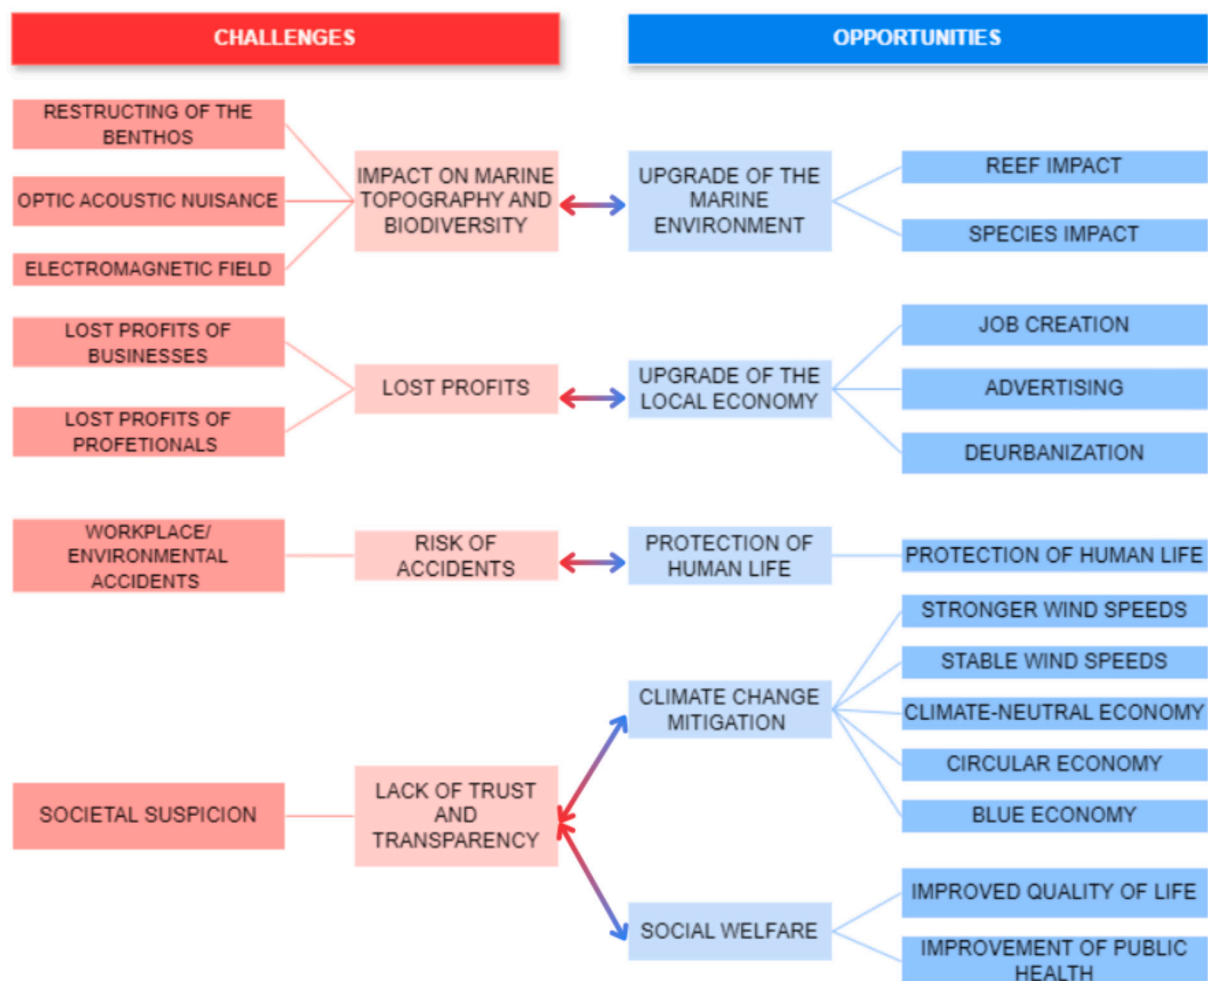 CHALLENGES
OPPORTUNITIES
RESTRUCTING OF THE
BENTHOS
OPTIC ACOUSTIC NUISANCE
ELECTROMAGNETIC FIELD
IMPACT ON MARINE
TOPOGRAPHY AND
BIODIVERSITY
UPGRADE OF THE
MARINE
ENVIRONMENT
REEF IMPACT
SPECIES IMPACT
LOST PROFITS OF
BUSINESSES
LOST PROFITS OF
PROFETIONALS
LOST PROFITS
UPGRADE OF THE
LOCAL ECONOMY
JOB CREATION
ADVERTISING
DEURBANIZATION
WORKPLACE/
ENVIRONMENTAL
ACCIDENTS
RISK OF
ACCIDENTS
PROTECTION OF
HUMAN LIFE
PROTECTION OF HUMAN LIFE
SOCIETAL SUSPICION
LACK OF TRUST
AND
TRANSPARENCY
CLIMATE CHANGE
MITIGATION
STRONGER WIND SPEEDS
STABLE WIND SPEEDS
CLIMATE-NEUTRAL ECONOMY
CIRCULAR ECONOMY
BLUE ECONOMY
SOCIAL WELFARE
IMPROVED QUALITY OF LIFE
IMPROVEMENT OF PUBLIC
HEALTH